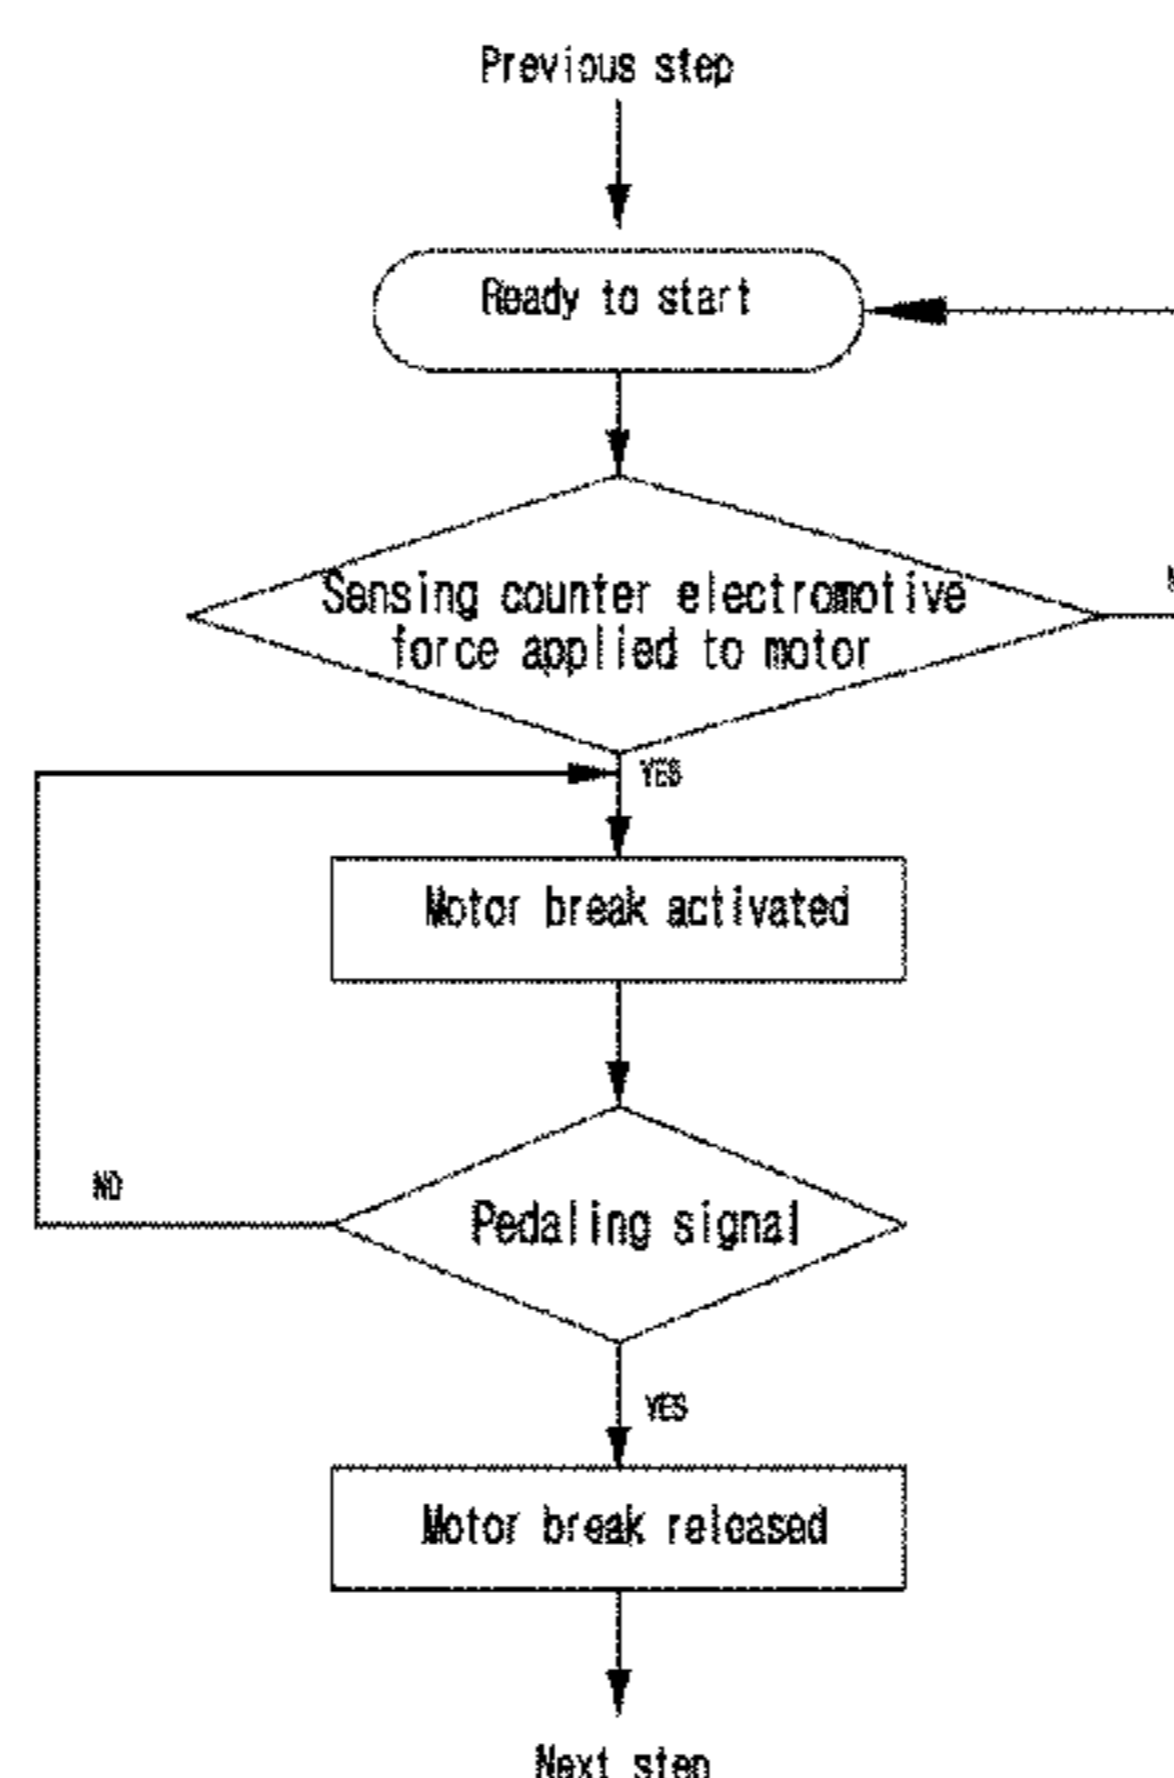 Previous step
Ready to start
Sensing counter electromotive
force applied to motor
YES
Motor break activated
NO
Pedaling signal
YES
Motor break released
Next step